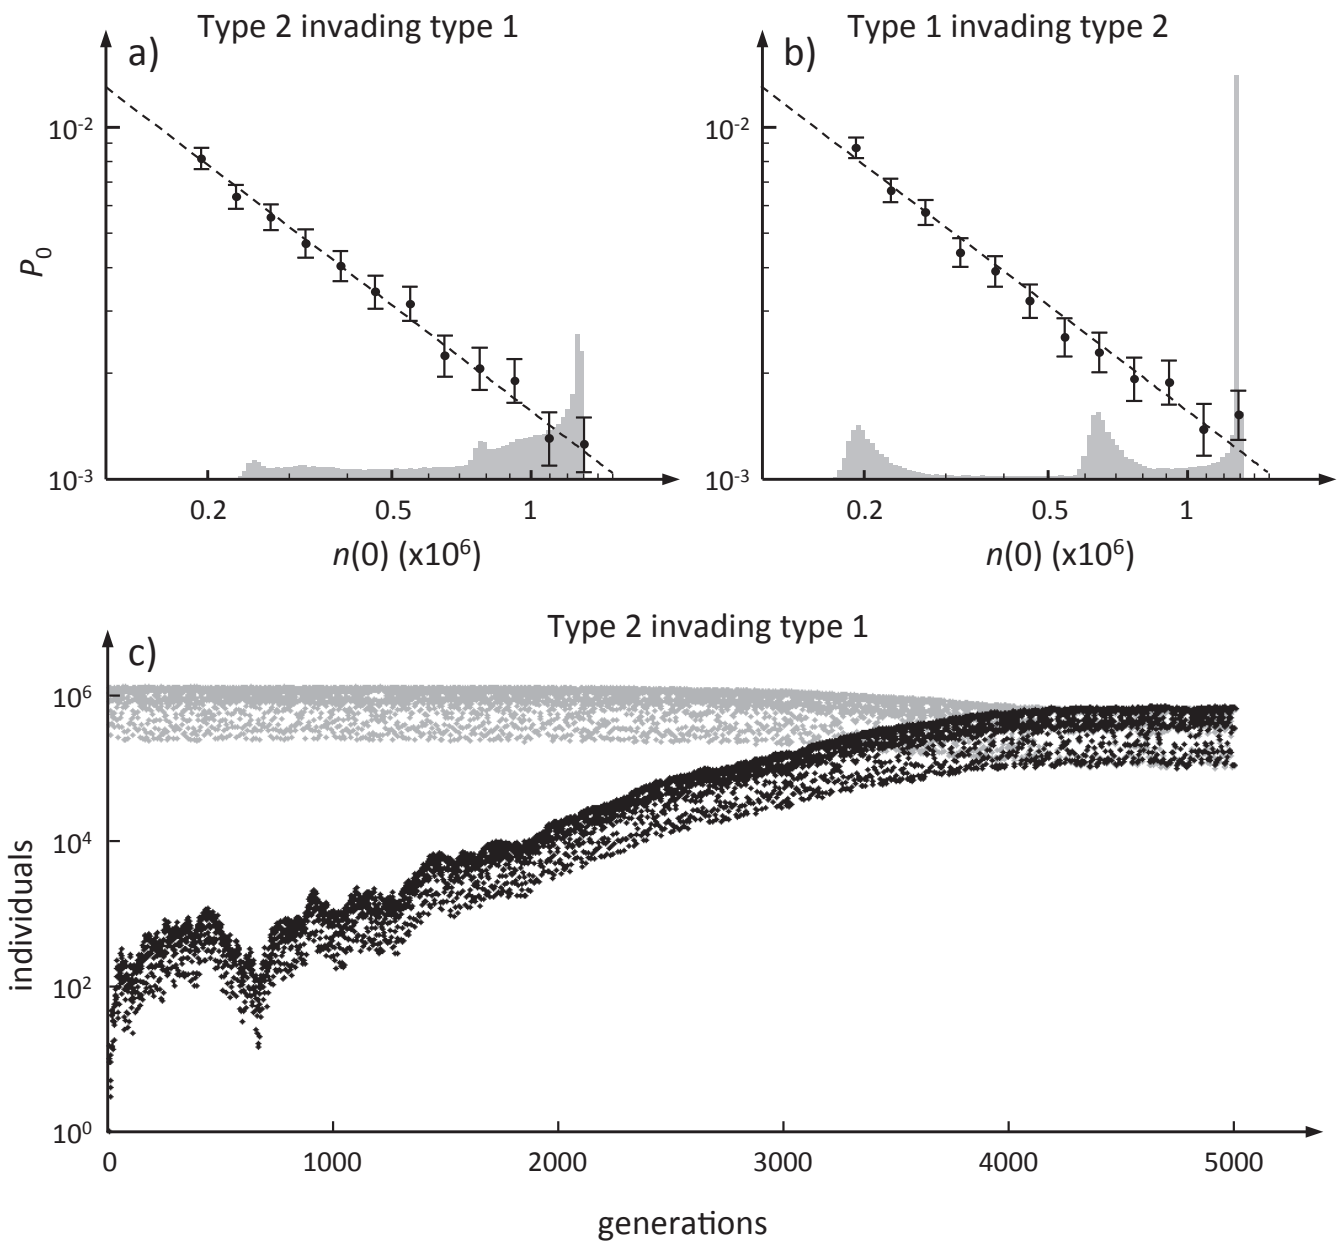 Type 2 invading type 1
Type 1 invading type 2
a)
b)
10⁻²
10⁻²
P₀
10⁻³
10⁻³
0.2 0.5 1
0.2 0.5 1
n(0) (x10⁶)
n(0) (x10⁶)
Type 2 invading type 1
c)
10⁶
10⁴
individuals
10²
10⁰
0 1000 2000 3000 4000 5000
generations